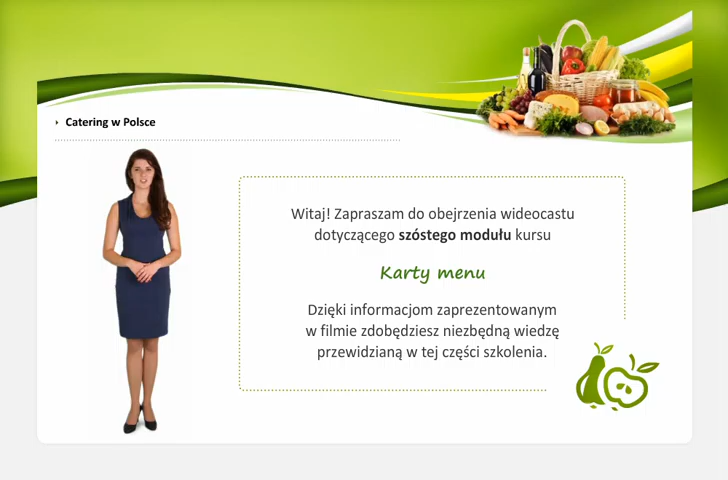 Catering w Polsce
Witaj! Zapraszam do obejrzenia wideocastu
dotyczącego szóstego modułu kursu
Karty menu
Dzięki informacjom zaprezentowanym
w filmie zdobędziesz niezbędną wiedzę
przewidzianą w tej części szkolenia.